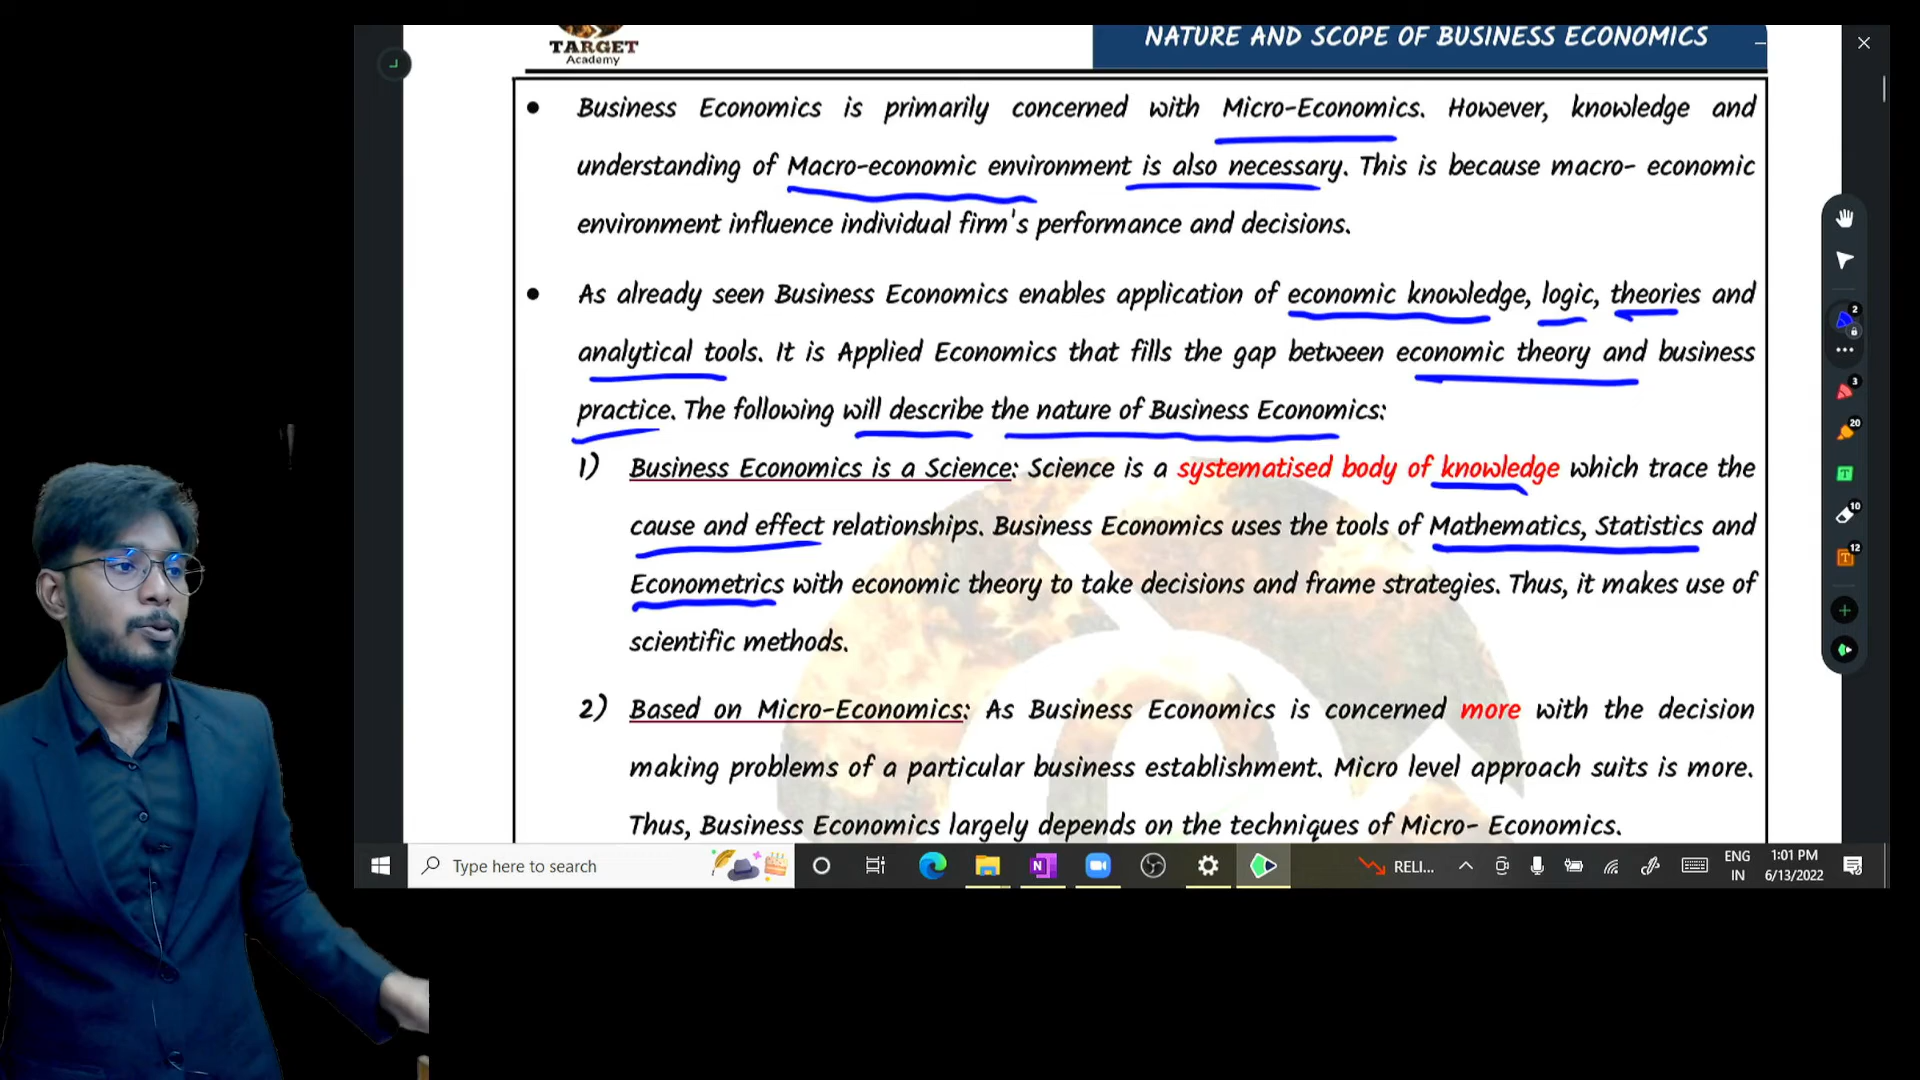 TARGET
Academy
NATURE AND SCOPE OF BUSINESS ECONOMICS
Business Economics is primarily concerned with Micro-Economics. However, knowledge and
understanding of Macro-economic environment is also necessary. This is because macro- economic
environment influence individual firm's performance and decisions.
As already seen Business Economics enables application of economic knowledge, logic, theories and
analytical tools. It is Applied Economics that fills the gap between economic theory and business
practice. The following will describe the nature of Business Economics:
1) Business Economics is a Science: Science is a systematised body of knowledge which trace the
cause and effect relationships. Business Economics uses the tools of Mathematics, Statistics and
Econometrics with economic theory to take decisions and frame strategies. Thus, it makes use of
scientific methods.
2) Based on Micro-Economics: As Business Economics is concerned more with the decision
making problems of a particular business establishment. Micro level approach suits is more.
Thus, Business Economics largely depends on the techniques of Micro- Economics.
2
3
20
T
10
T
12
Type here to search
N
RELI...
ENG
IN
1:01 PM
6/13/2022